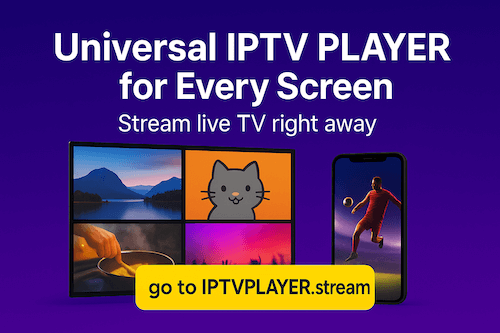 Universal IPTV PLAYER
for Every Screen
Stream live TV right away
go to IPTVPLAYER.stream